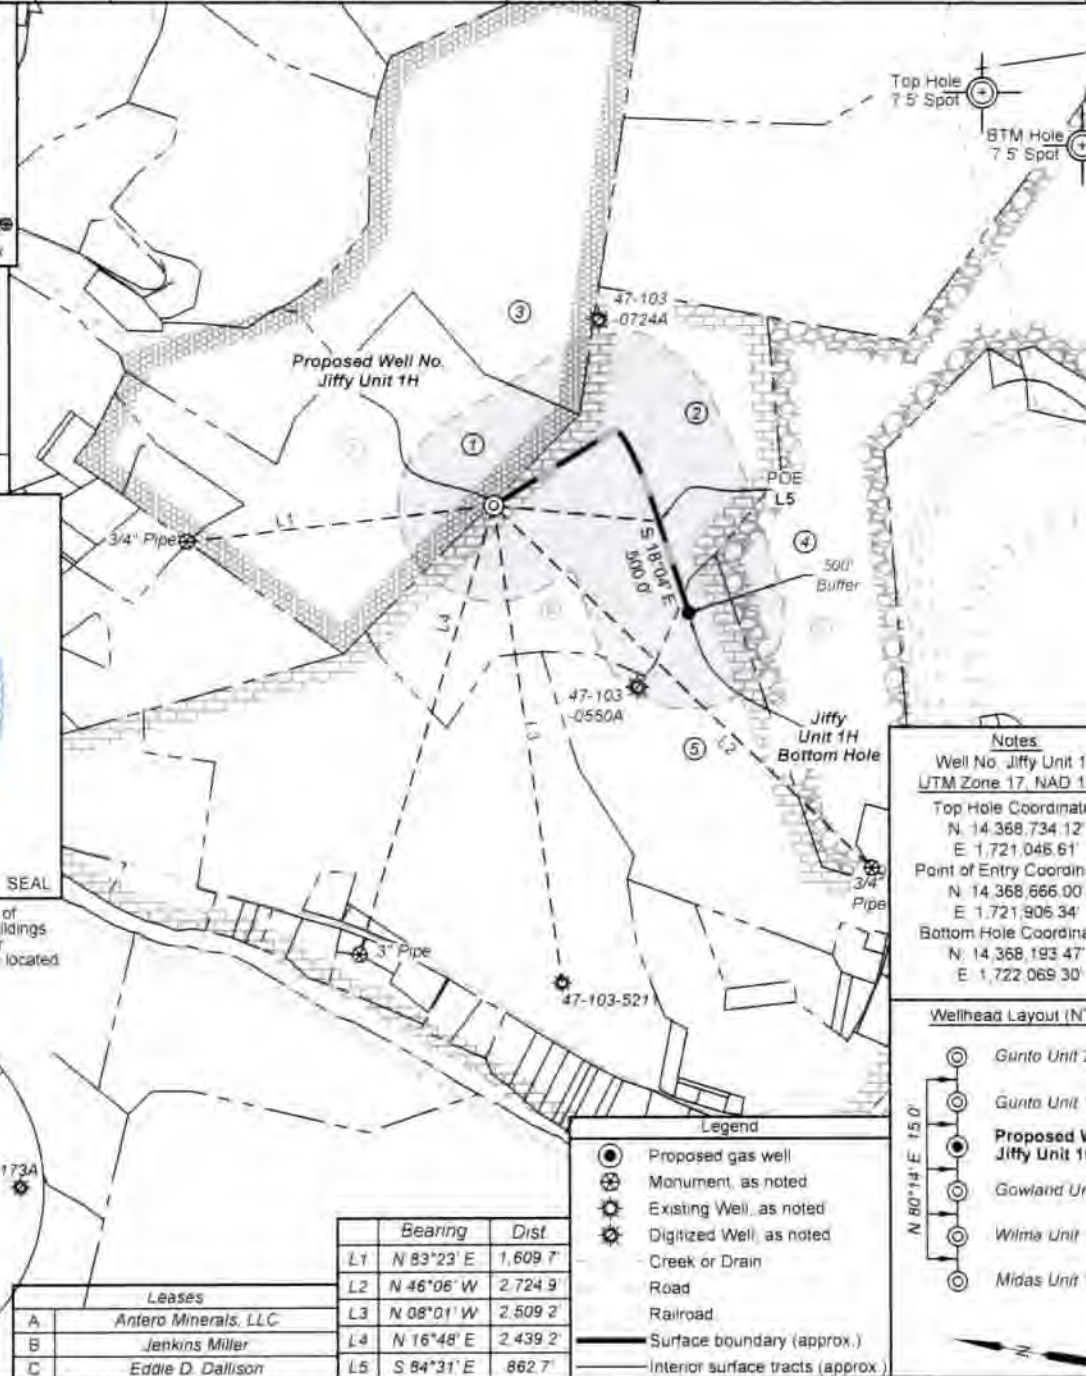 Top Hole
7 5' Spot
BTM Hole
7 5' Spot
47-103
-0724A
3
Proposed Well No.
Jiffy Unit 1H
2
1
POE
L5
L1
3/4" Pipe
S 18°04' E
500.0'
4
500'
Buffer
L4
47-103
-0550A
L3
5
L2
Jiffy
Unit 1H
Bottom Hole
3/4"
Pipe
3" Pipe
47-103-521
SEAL
of
ildings
located
173A
Notes
Well No. Jiffy Unit 1
UTM Zone 17, NAD 1
Top Hole Coordinat
N: 14,368,734.12'
E: 1,721,046.61'
Point of Entry Coordin
N: 14,368,666.00'
E: 1,721,906.34'
Bottom Hole Coordina
N: 14,368,193.47'
E: 1,722,069.30'
Wellhead Layout (N
Gunto Unit
Gunto Unit
Proposed W
Jiffy Unit 1
Gowland Un
Wilma Unit
Midas Unit
N 80°14' E 15.0'
N
Legend
Proposed gas well
Monument, as noted
Existing Well, as noted
Digitized Well, as noted
Creek or Drain
Road
Railroad
Surface boundary (approx.)
Interior surface tracts (approx.)
Bearing Dist.
L1 N 83°23' E 1,609.7'
L2 N 46°06' W 2,724.9'
L3 N 08°01' W 2,509.2'
L4 N 16°48' E 2,439.2'
L5 S 84°31' E 862.7'
Leases
A Antero Minerals, LLC
B Jenkins Miller
C Eddie D. Dallison